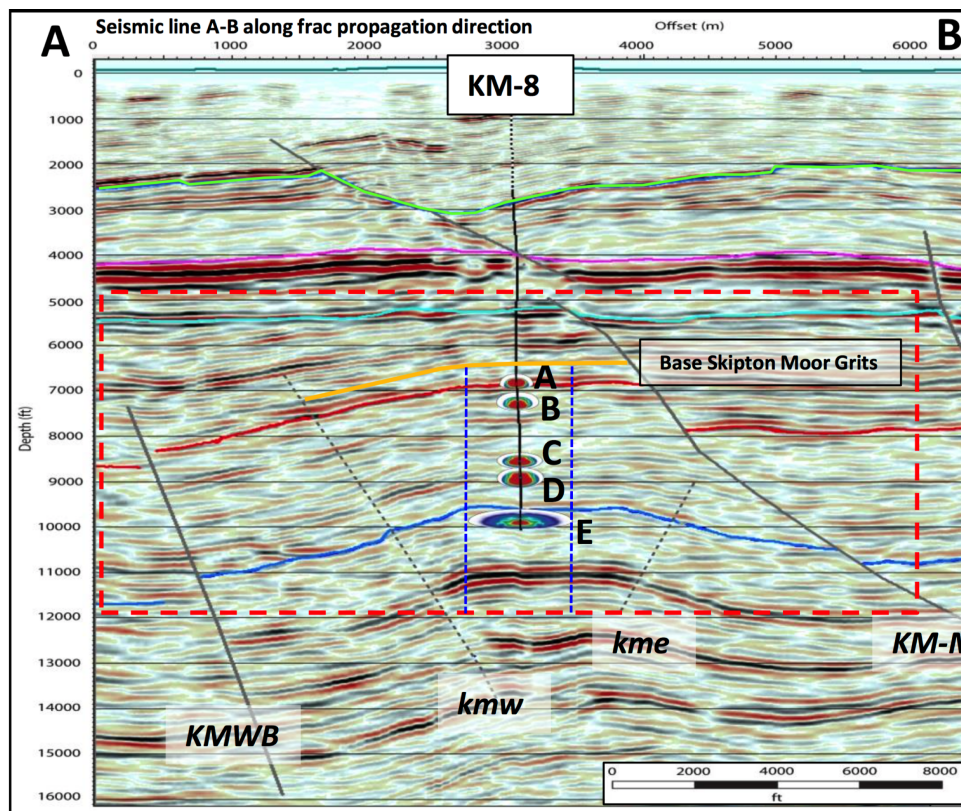 Seismic line A-B along frac propagation direction
Offset (m)
A
B
0 1000 2000 3000 4000 5000 6000
KM-8
0
1000
2000
3000
4000
5000
6000
7000
8000
9000
10000
11000
12000
13000
14000
15000
16000
Depth(ft)
Base Skipton Moor Grits
A
B
C
D
E
kme
KM-M
kmw
KMWB
0 2000 4000 6000 8000
ft